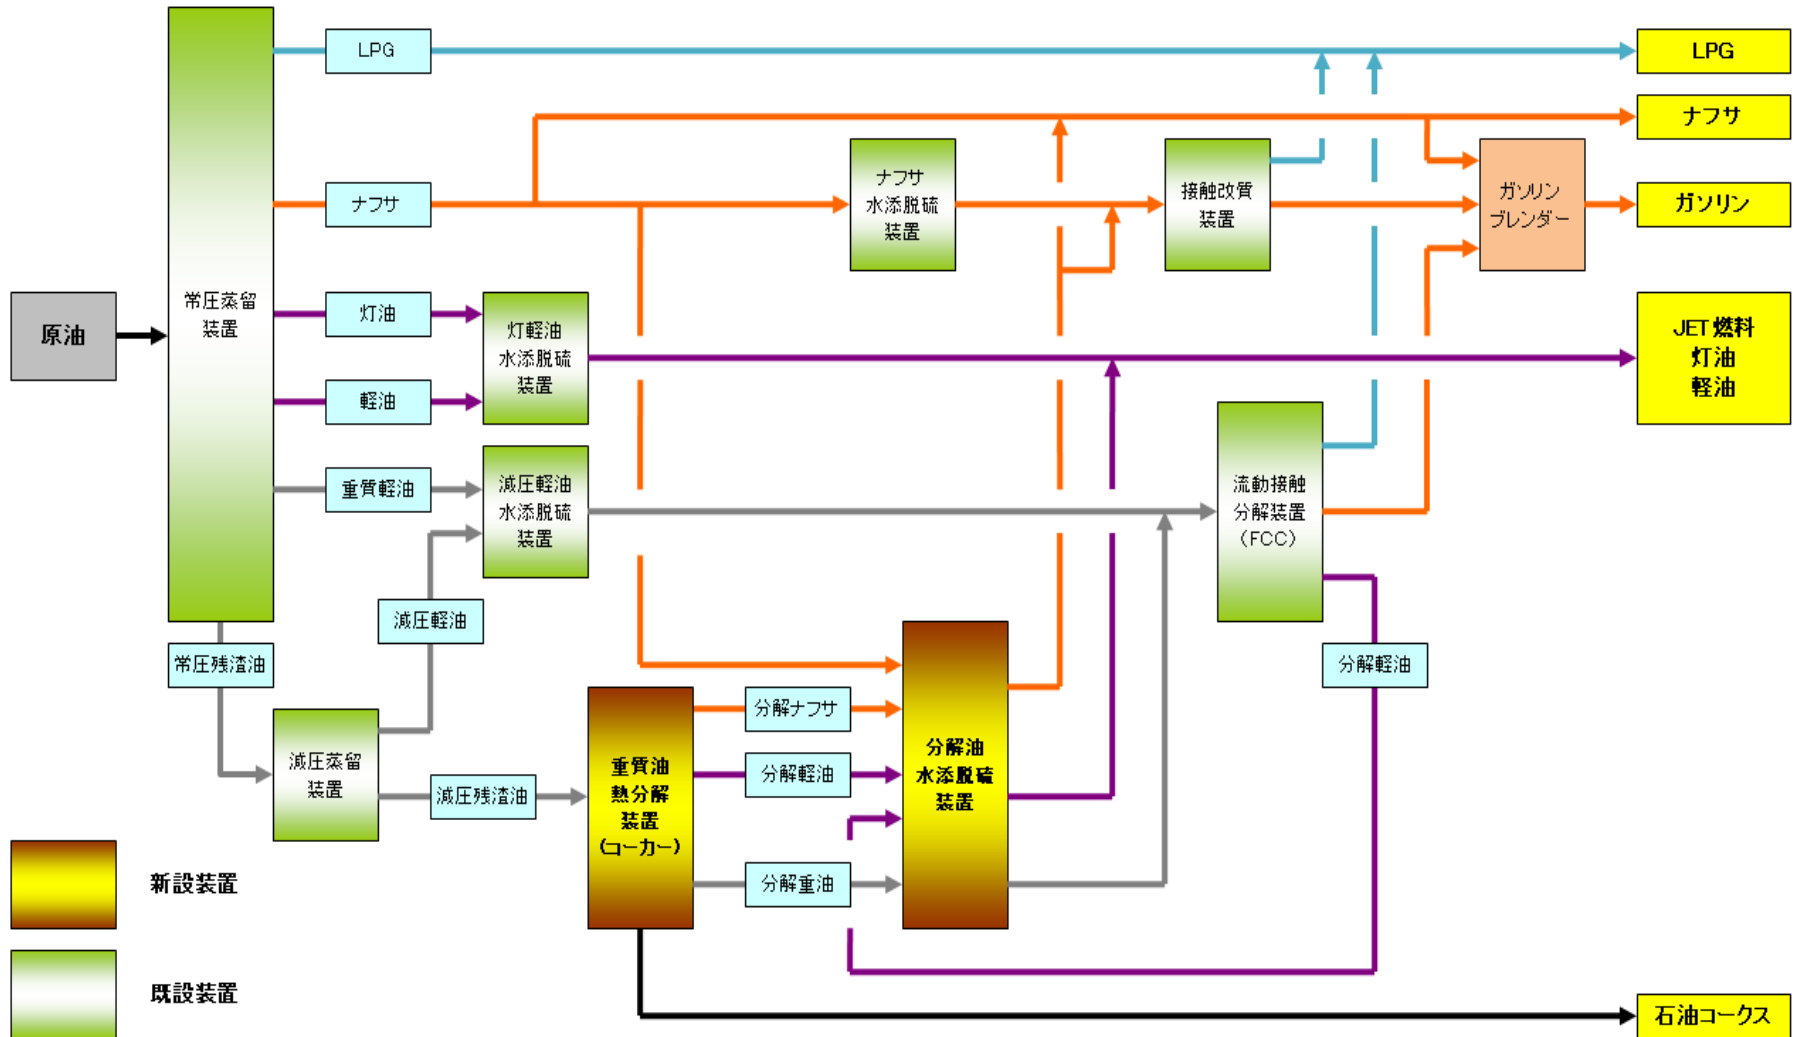 LPG
LPG
ナフサ
ナフサ
水添脱硫
装置
接触改質
装置
ガソリン
ブレンダー
ナフサ
ガソリン
原油
常圧蒸留
装置
灯油
灯軽油
水添脱硫
装置
軽油
JET燃料
灯油
軽油
重質軽油
減圧軽油
水添脱硫
装置
流動接触
分解装置
(FCC)
減圧軽油
常圧残渣油
分解軽油
減圧蒸留
装置
減圧残渣油
重質油
熱分解
装置
(コーカー)
分解ナフサ
分解軽油
分解重油
分解油
水添脱硫
装置
新設装置
既設装置
石油コークス